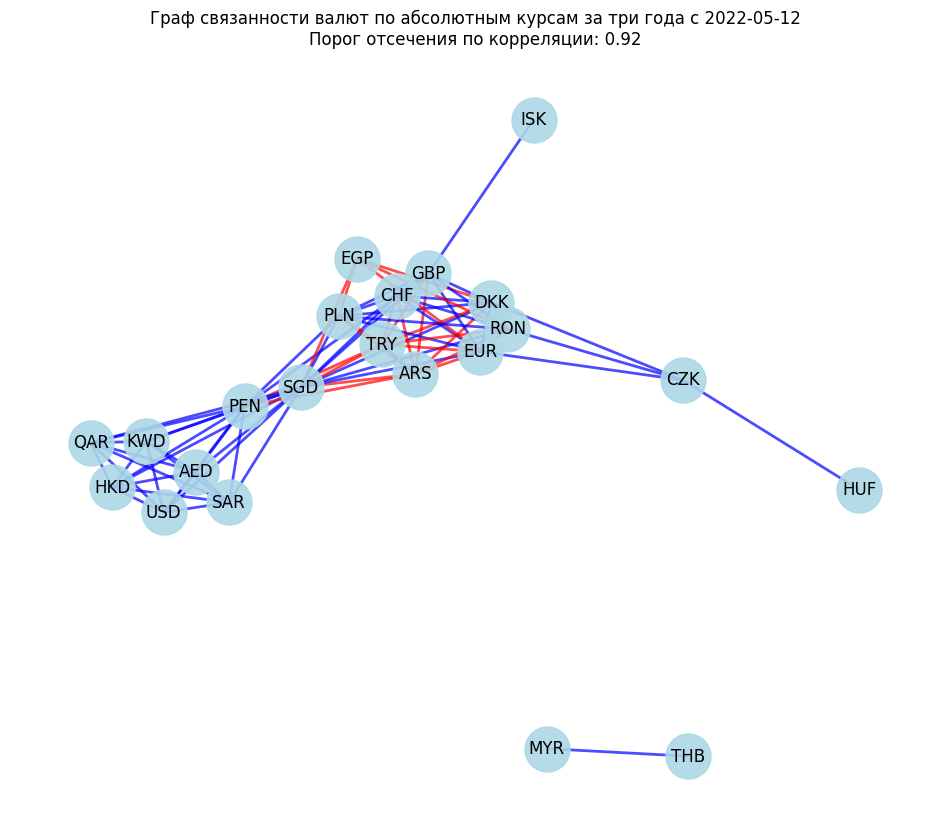 Граф связанности валют по абсолютным курсам за три года с 2022-05-12
Порог отсечения по корреляции: 0.92
ISK
EGP
GBP
CHF
DKK
PLN
RON
TRY
EUR
ARS
CZK
SGD
PEN
QAR
KWD
AED
HKD
SAR
USD
HUF
MYR
THB